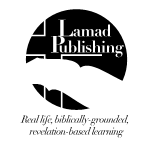 Lamad
Publishing
Real life, biblically-grounded,
revelation-based learning